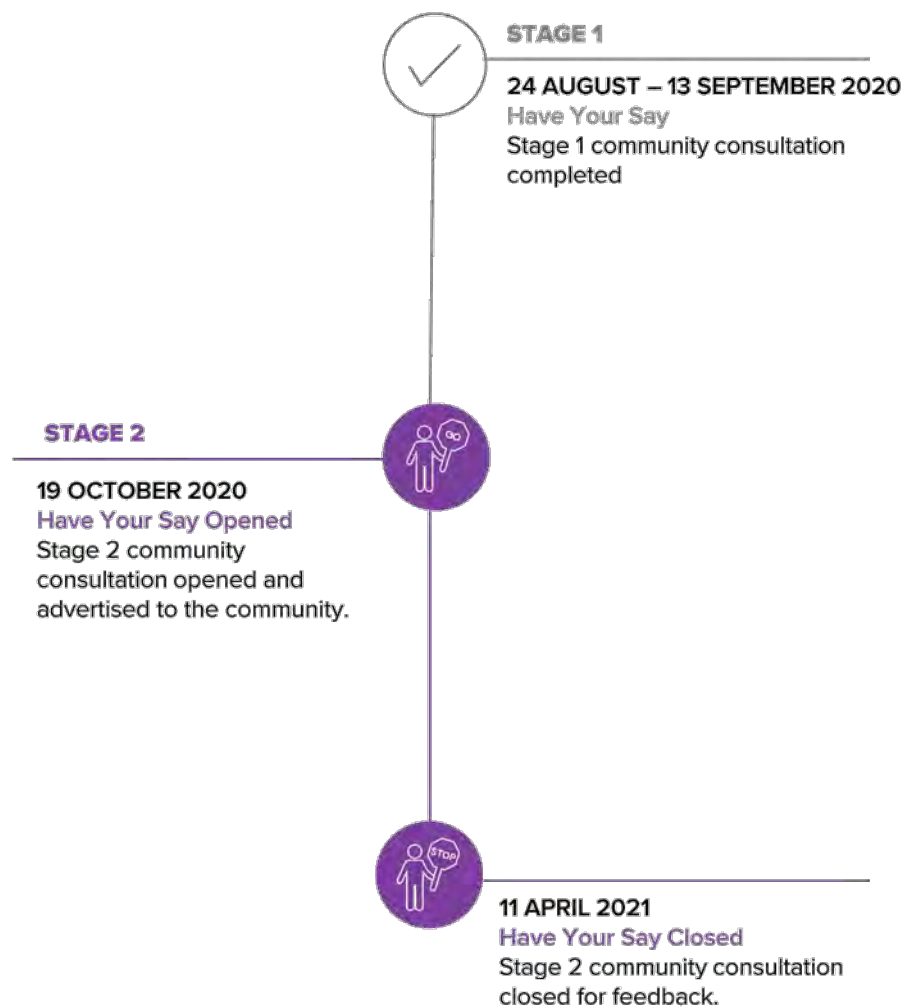 STAGE 1
24 AUGUST – 13 SEPTEMBER 2020
Have Your Say
Stage 1 community consultation
completed
STAGE 2
GO
19 OCTOBER 2020
Have Your Say Opened
Stage 2 community
consultation opened and
advertised to the community.
STOP
11 APRIL 2021
Have Your Say Closed
Stage 2 community consultation
closed for feedback.